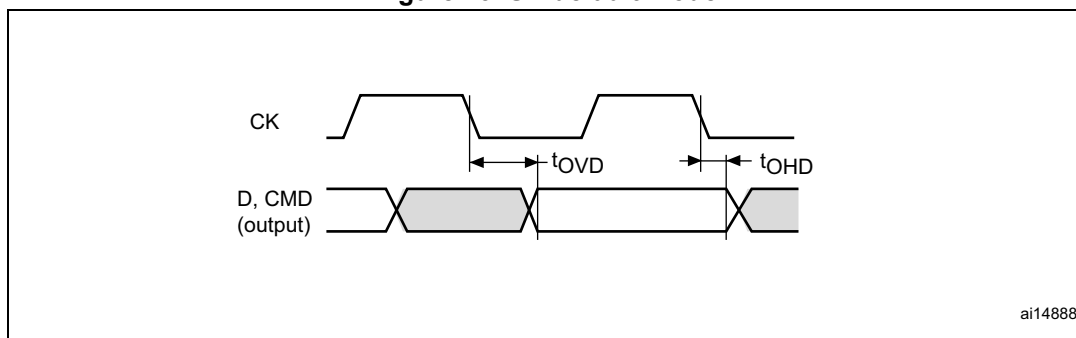 CK
tOVD
tOHD
D, CMD
(output)
ai14888